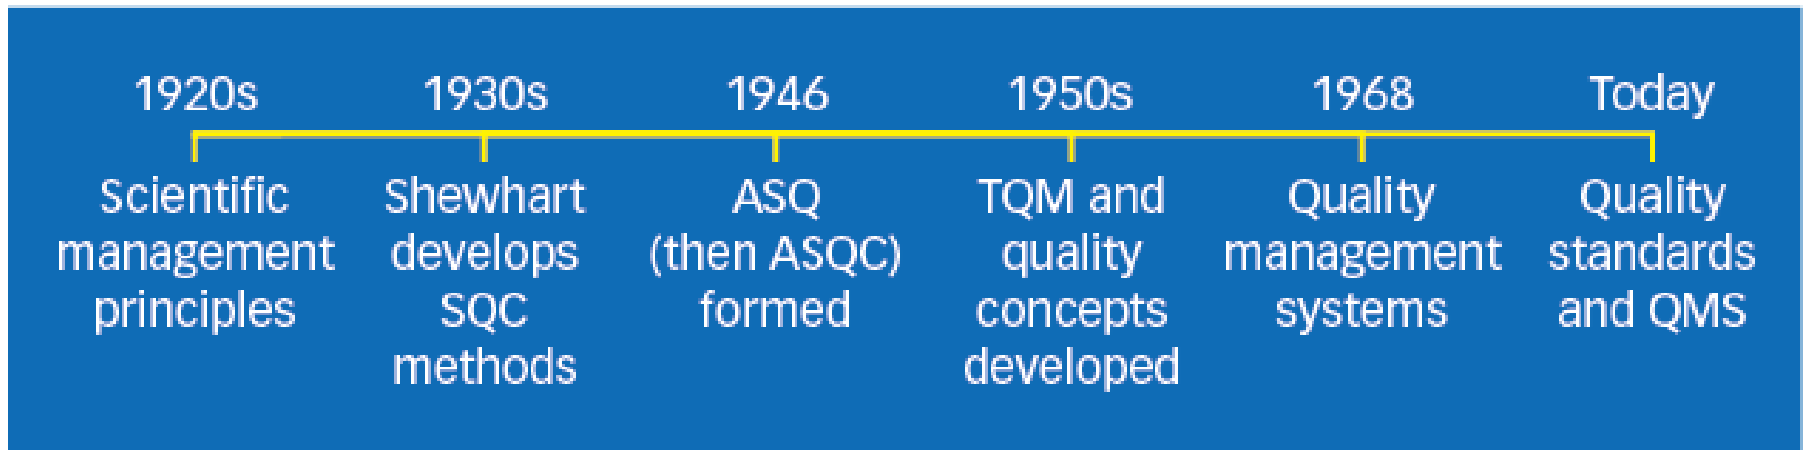 1920s
1930s
1946
1950s
1968
Today
Scientific
management
principles
Shewhart
develops
SQC
methods
ASQ
(then ASQC)
formed
TQM and
quality
concepts
developed
Quality
management
systems
Quality
standards
and QMS